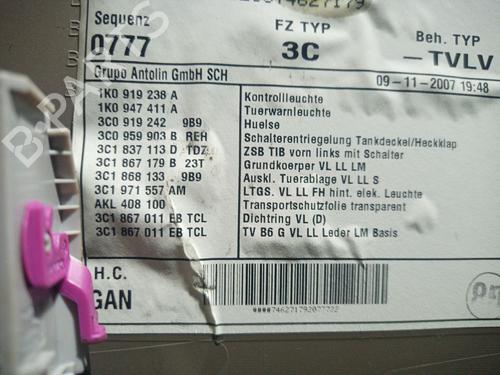 Sequenz
0777
FZ TYP
3C
Beh. TYP
-TVLV
Grupo Antolin GmbH SCH
09-11-2007 19:48
1K0 919 238 A Kontrolleuchte
1K0 947 411 A Tuerwarnleuchte
3C0 919 242 9B9 Huelse
3C0 959 903 B REH Schalterentriegelung Tankdeckel/Heckklap
3C1 837 113 D TDZ ZSB TIB vorn links mit Schalter
3C1 867 179 B 23T Grundkoerper VL LL LM
3C1 868 133 9B9 Auskl. Tuerablage VL LL S
3C1 971 557 AM LTGS. VL LL FH hint. elek. Leuchte
AKL 408 100 Transportschutzfolie transparent
3C1 867 011 EB TCL Dichtring VL (D)
3C1 867 011 EB TCL TV B6 G VL LL Leder LM Basis
H.C.
GAN
B-PARTS